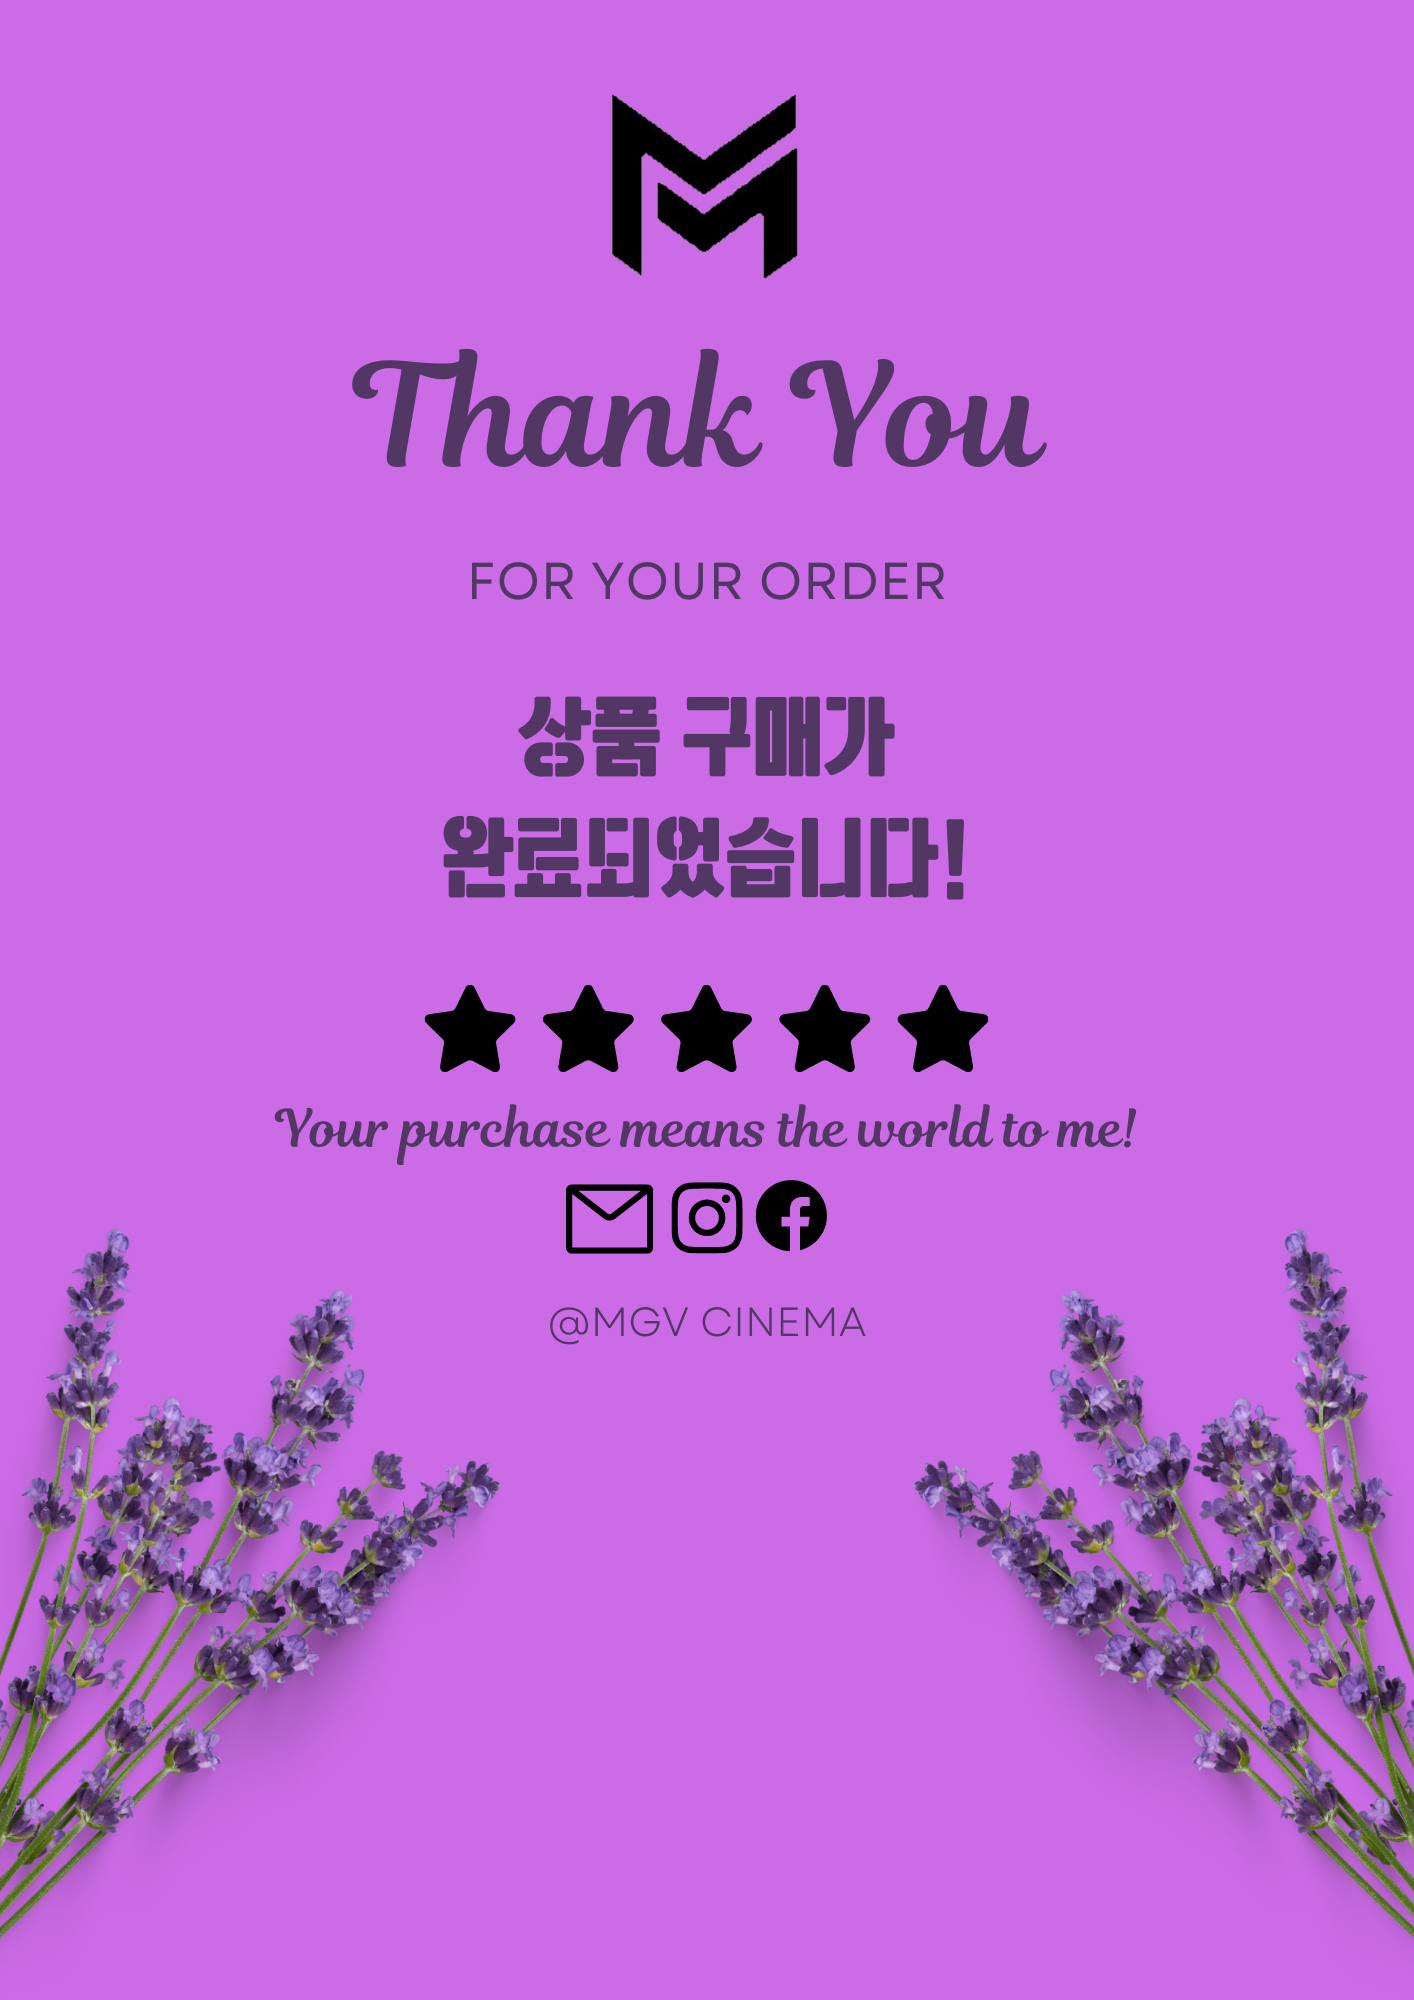 Thank You
FOR YOUR ORDER
상품 구매가
완료되었습니다!
Your purchase means the world to me!
@MGV CINEMA